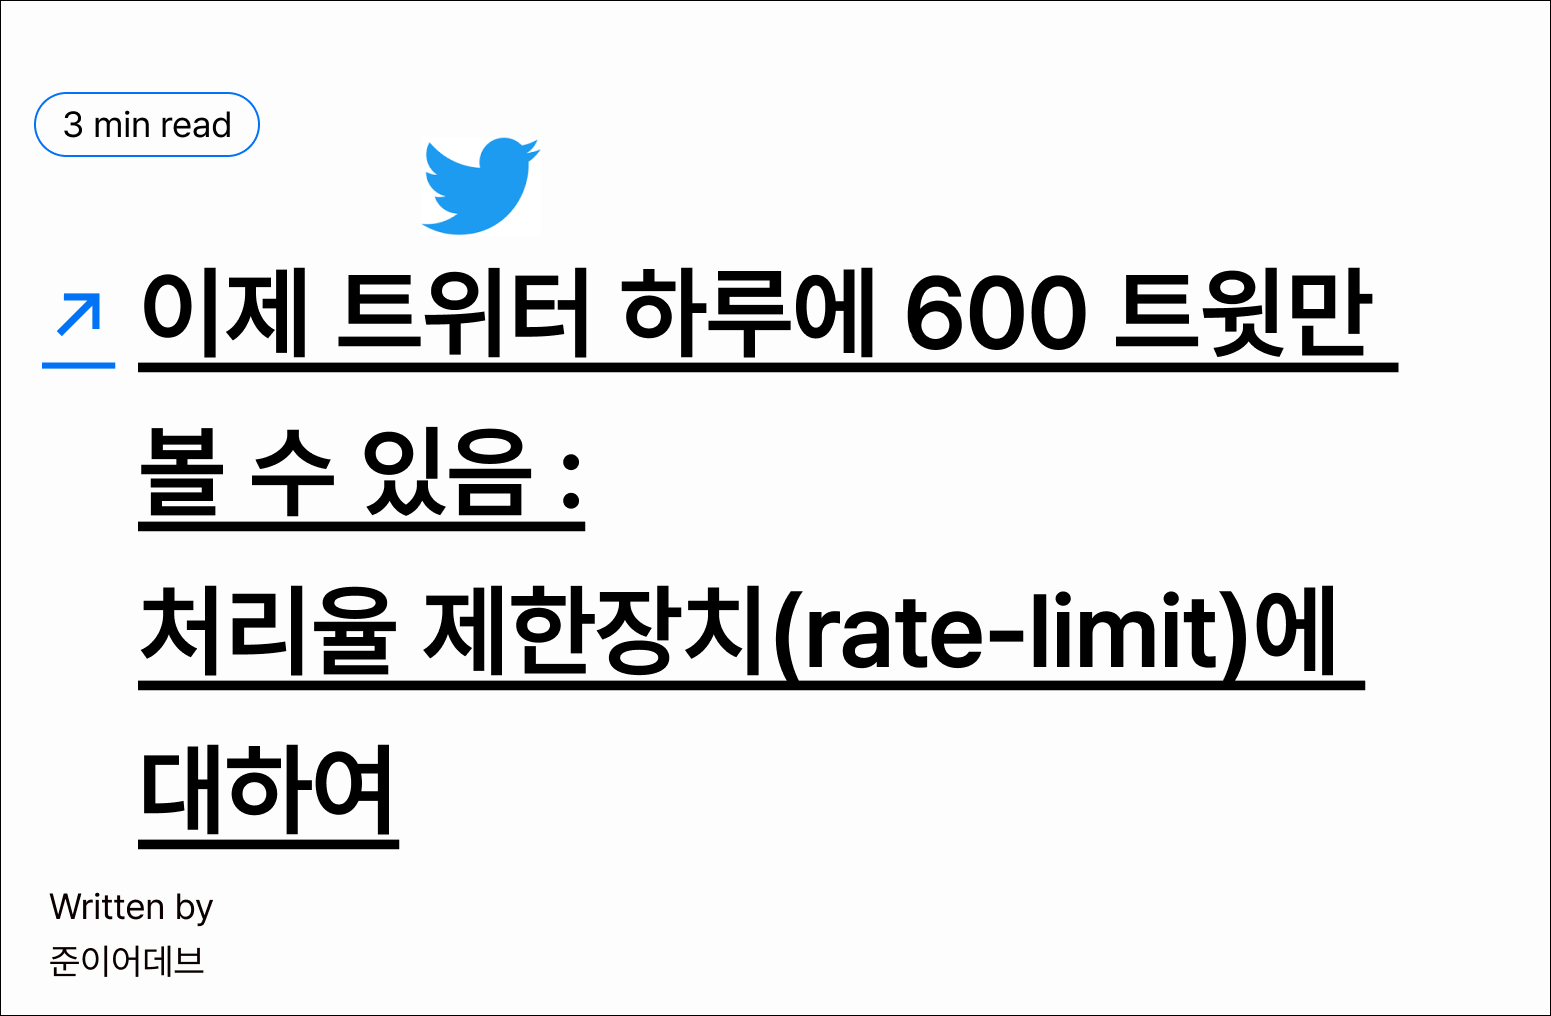 3 min read
이제 트위터 하루에 600 트윗만
볼 수 있음 :
처리율 제한장치(rate-limit)에
대하여
Written by
준이어데브